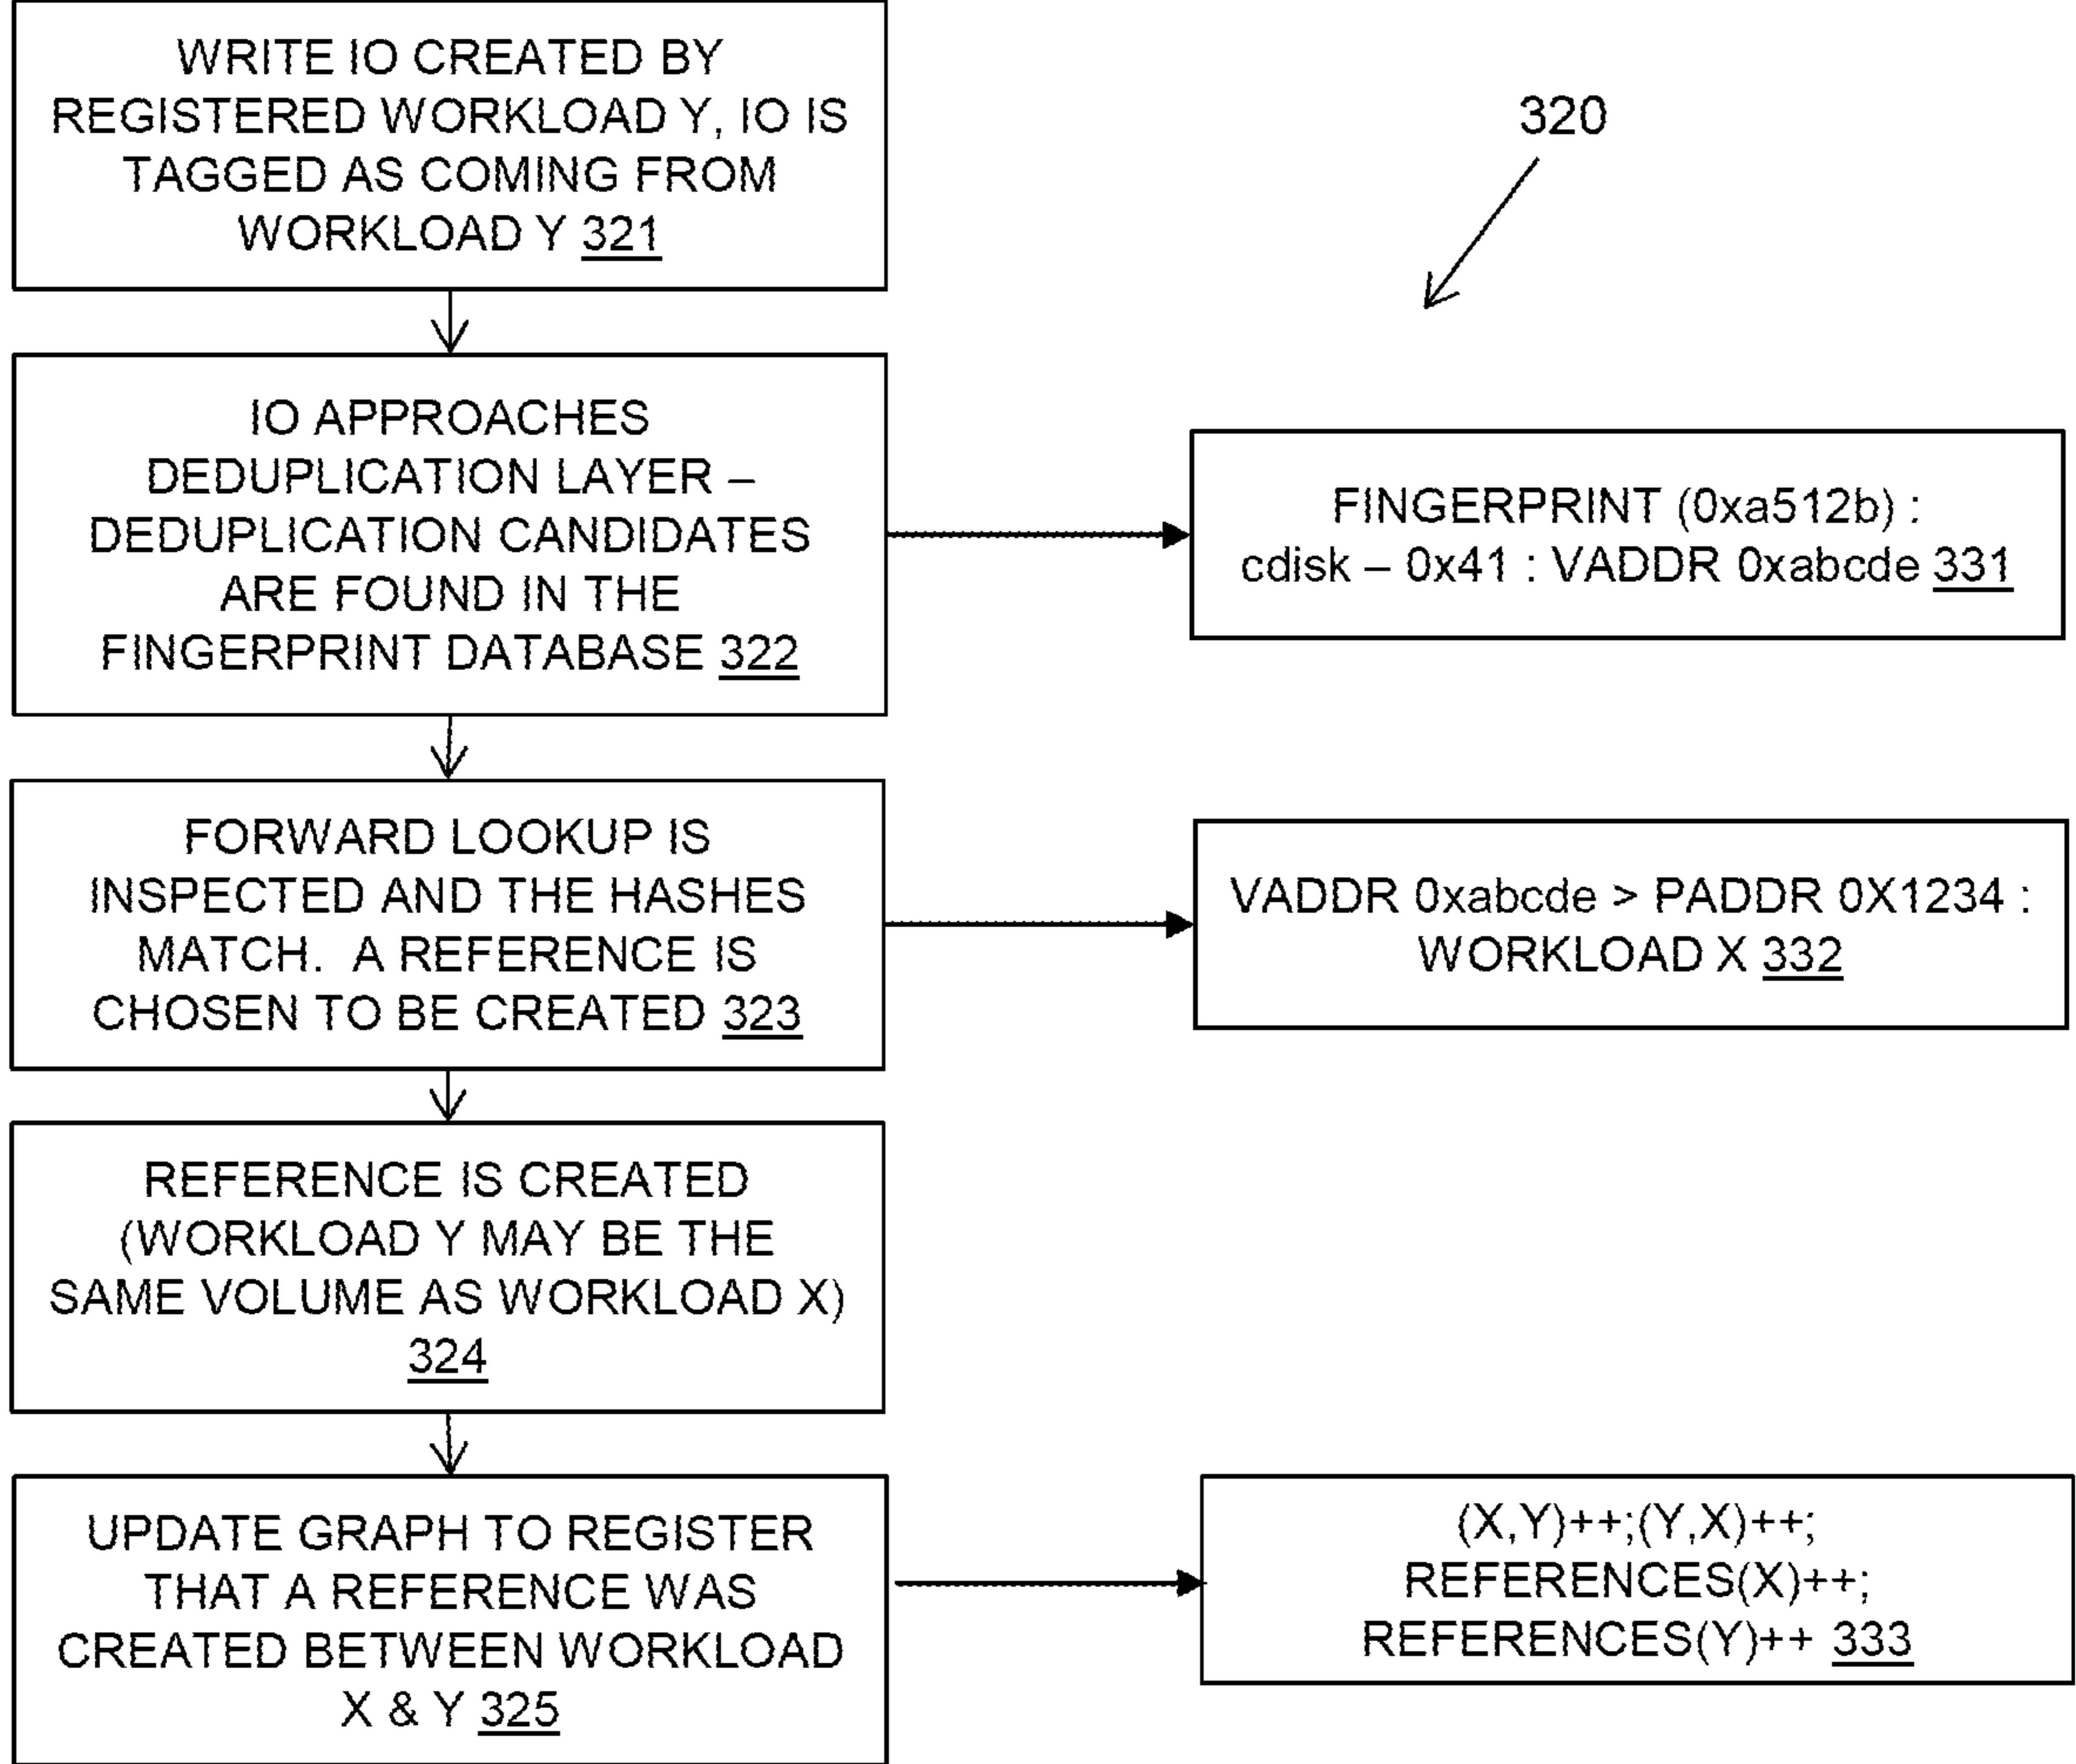 WRITE IO CREATED BY
REGISTERED WORKLOAD Y, IO IS
TAGGED AS COMING FROM
WORKLOAD Y 321
320
IO APPROACHES
DEDUPLICATION LAYER –
DEDUPLICATION CANDIDATES
ARE FOUND IN THE
FINGERPRINT DATABASE 322
FINGERPRINT (0xa512b) :
cdisk – 0x41 : VADDR 0xabcde 331
FORWARD LOOKUP IS
INSPECTED AND THE HASHES
MATCH. A REFERENCE IS
CHOSEN TO BE CREATED 323
VADDR 0xabcde > PADDR 0X1234 :
WORKLOAD X 332
REFERENCE IS CREATED
(WORKLOAD Y MAY BE THE
SAME VOLUME AS WORKLOAD X)
324
UPDATE GRAPH TO REGISTER
THAT A REFERENCE WAS
CREATED BETWEEN WORKLOAD
X & Y 325
(X,Y)++;(Y,X)++;
REFERENCES(X)++;
REFERENCES(Y)++ 333